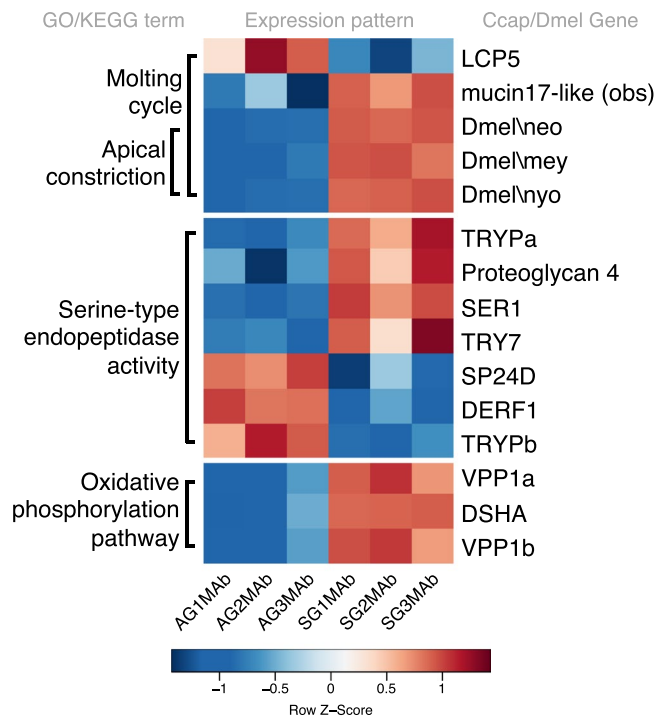 GO/KEGG term Expression pattern Ccap/Dmel Gene
Molting
cycle
Apical
constriction
LCP5
mucin17-like (obs)
Dmel\neo
Dmel\mey
Dmel\nyo
Serine-type
endopeptidase
activity
TRYPa
Proteoglycan 4
SER1
TRY7
SP24D
DERF1
TRYPb
Oxidative
phosphorylation
pathway
VPP1a
DSHA
VPP1b
AG1MAb AG2MAb AG3MAb SG1MAb SG2MAb SG3MAb
−1 −0.5 0 0.5 1
Row Z−Score